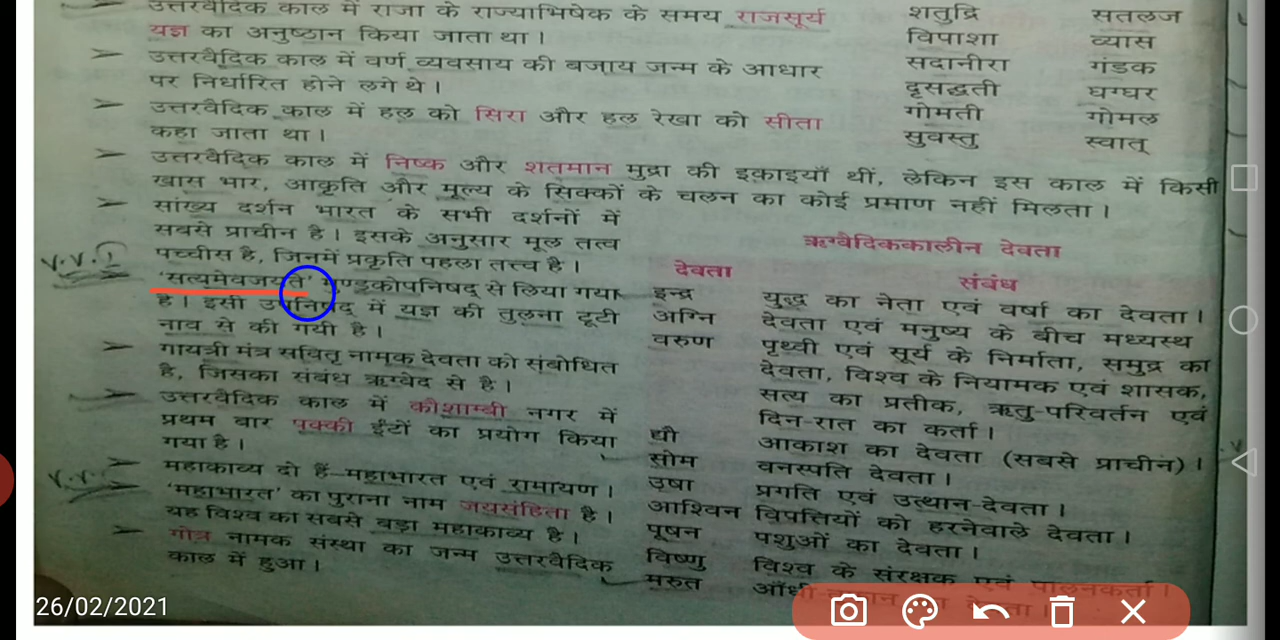 उत्तरवैदिक काल में राजा के राज्याभिषेक के समय राजसूर्य
यज्ञ का अनुष्ठान किया जाता था।
उत्तरवैदिक काल में वर्ण व्यवसाय की बजाय जन्म के आधार
पर निर्धारित होने लगे थे।
उत्तरवैदिक काल में हल को सिरा और हल रेखा को सीता
कहा जाता था।
शतुद्रि सतलज
विपाशा व्यास
सदानीरा गंडक
दृसद्धती घग्घर
गोमती गोमल
सुवस्तु स्वात्
उत्तरवैदिक काल में निष्क और शतमान मुद्रा की इकाइयाँ थीं, लेकिन इस काल में किसी
खास भार, आकृति और मूल्य के सिक्कों के चलन का कोई प्रमाण नहीं मिलता।
सांख्य दर्शन भारत के सभी दर्शनों में
सबसे प्राचीन है। इसके अनुसार मूल तत्व
पच्चीस है, जिनमें प्रकृति पहला तत्त्व है।
V.V.I
'सत्यमेवजयते' मुण्डकोपनिषद् से लिया गया
है। इसी उपनिषद् में यज्ञ की तुलना टूटी
नाव से की गयी है।
गायत्री मंत्र सवितृ नामक देवता को संबोधित
है, जिसका संबंध ऋग्वेद से है।
उत्तरवैदिक काल में कौशाम्बी नगर में
प्रथम बार पक्की ईंटों का प्रयोग किया
गया है।
महाकाव्य दो हैं–महाभारत एवं रामायण।
'महाभारत' का पुराना नाम जयसंहिता है।
यह विश्व का सबसे बड़ा महाकाव्य है।
गोत्र नामक संस्था का जन्म उत्तरवैदिक
काल में हुआ।
ऋग्वैदिककालीन देवता
देवता संबंध
इन्द्र युद्ध का नेता एवं वर्षा का देवता।
अग्नि देवता एवं मनुष्य के बीच मध्यस्थ
वरुण पृथ्वी एवं सूर्य के निर्माता, समुद्र का
देवता, विश्व के नियामक एवं शासक,
सत्य का प्रतीक, ऋतु-परिवर्तन एवं
दिन-रात का कर्ता।
द्यौ आकाश का देवता (सबसे प्राचीन)।
सोम वनस्पति देवता।
उषा प्रगति एवं उत्थान-देवता।
आश्विन विपत्तियों को हरनेवाले देवता।
पूषन पशुओं का देवता।
विष्णु विश्व के संरक्षक एवं पालनकर्ता।
मरुत आँधी देवता।
26/02/2021